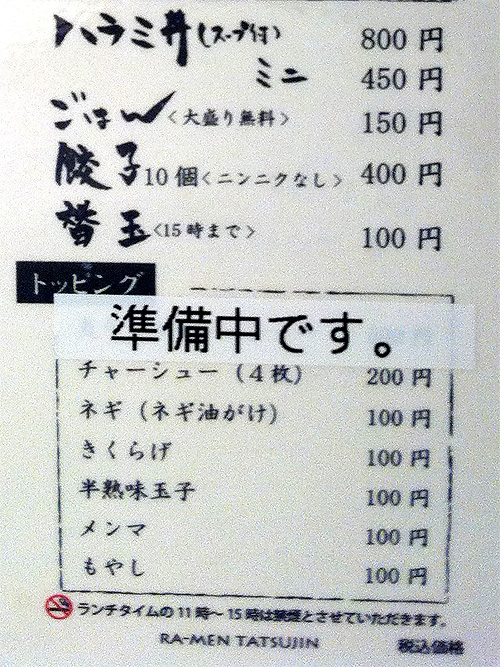 ハラミ丼(スープ付) 800 円
ミニ 450 円
ごはん<大盛り無料> 150 円
餃子10個<ニンニクなし> 400 円
替玉<15時まで> 100 円
トッピング
準備中です。
チャーシュー(4枚) 200 円
ネギ(ネギ油がけ) 100 円
きくらげ 100 円
半熟味玉子 100 円
メンマ 100 円
もやし 100 円
ランチタイムの11時〜15時は禁煙とさせていただきます。
RA-MEN TATSUJIN 税込価格